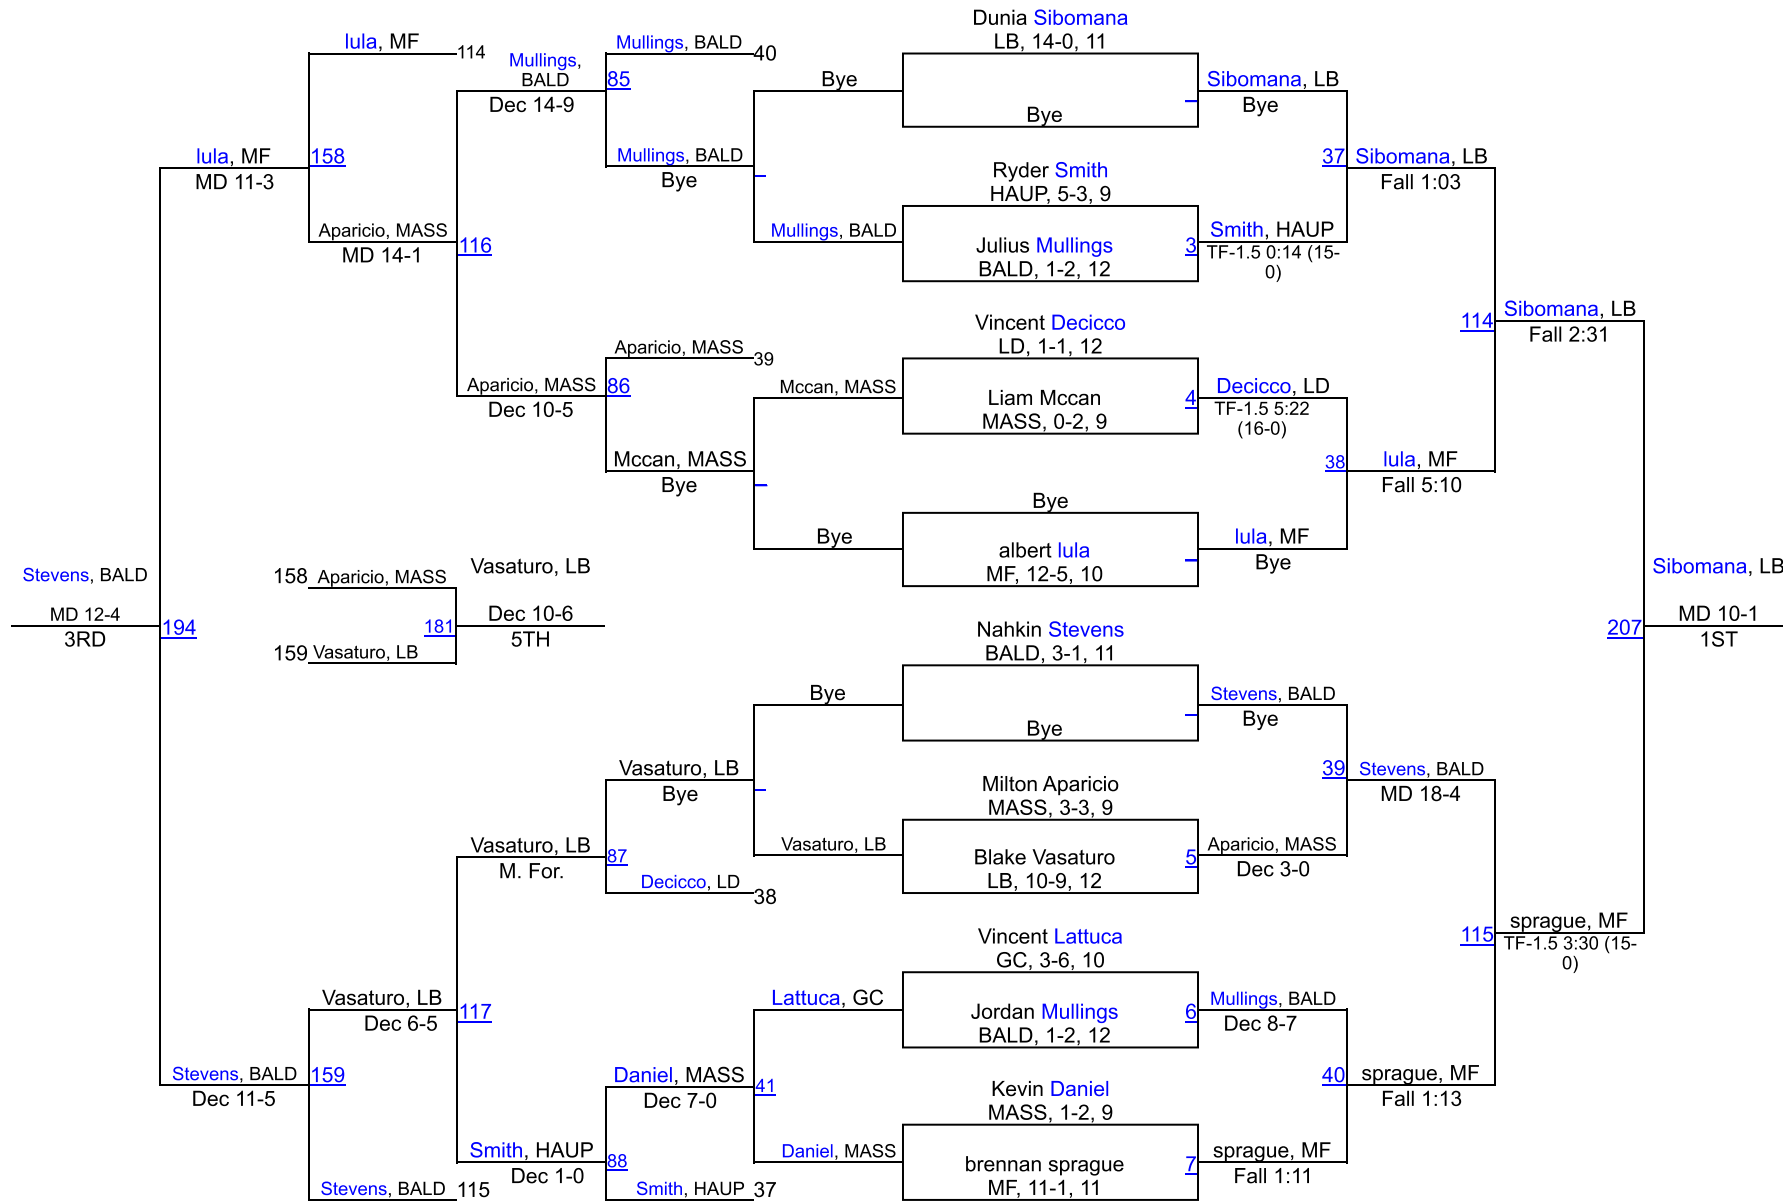 Dunia Sibomana
LB, 14-0, 11
Bye
Ryder Smith
HAUP, 5-3, 9
Julius Mullings
BALD, 1-2, 12
Vincent Decicco
LD, 1-1, 12
Liam Mccan
MASS, 0-2, 9
Bye
albert lula
MF, 12-5, 10
Nahkin Stevens
BALD, 3-1, 11
Bye
Milton Aparicio
MASS, 3-3, 9
Blake Vasaturo
LB, 10-9, 12
Vincent Lattuca
GC, 3-6, 10
Jordan Mullings
BALD, 1-2, 12
Kevin Daniel
MASS, 1-2, 9
brennan sprague
MF, 11-1, 11
Sibomana, LB
Bye
3
Smith, HAUP
TF-1.5 0:14 (15-
0)
4
Decicco, LD
TF-1.5 5:22
(16-0)
lula, MF
Bye
Stevens, BALD
Bye
5
Aparicio, MASS
Dec 3-0
6
Mullings, BALD
Dec 8-7
7
sprague, MF
Fall 1:11
37
Sibomana, LB
Fall 1:03
38
lula, MF
Fall 5:10
39
Stevens, BALD
MD 18-4
40
sprague, MF
Fall 1:13
114
Sibomana, LB
Fall 2:31
115
sprague, MF
TF-1.5 3:30 (15-
0)
Sibomana, LB
207
MD 10-1
1ST
Bye
Mullings, BALD
Mccan, MASS
Bye
Bye
Vasaturo, LB
Lattuca, GC
Daniel, MASS
Mullings, BALD
40
Mullings, BALD
Bye
Aparicio, MASS
39
Mccan, MASS
Bye
Vasaturo, LB
Bye
Decicco, LD
38
Daniel, MASS
41
Dec 7-0
Smith, HAUP
37
Mullings,
BALD
85
Dec 14-9
Aparicio, MASS
86
Dec 10-5
Vasaturo, LB
87
M. For.
Smith, HAUP
88
Dec 1-0
lula, MF
114
Aparicio, MASS
116
MD 14-1
Vasaturo, LB
117
Dec 6-5
Stevens, BALD
115
lula, MF
158
MD 11-3
Stevens, BALD
159
Dec 11-5
Stevens, BALD
MD 12-4
194
3RD
158
Aparicio, MASS
159
Vasaturo, LB
181
Vasaturo, LB
Dec 10-6
5TH